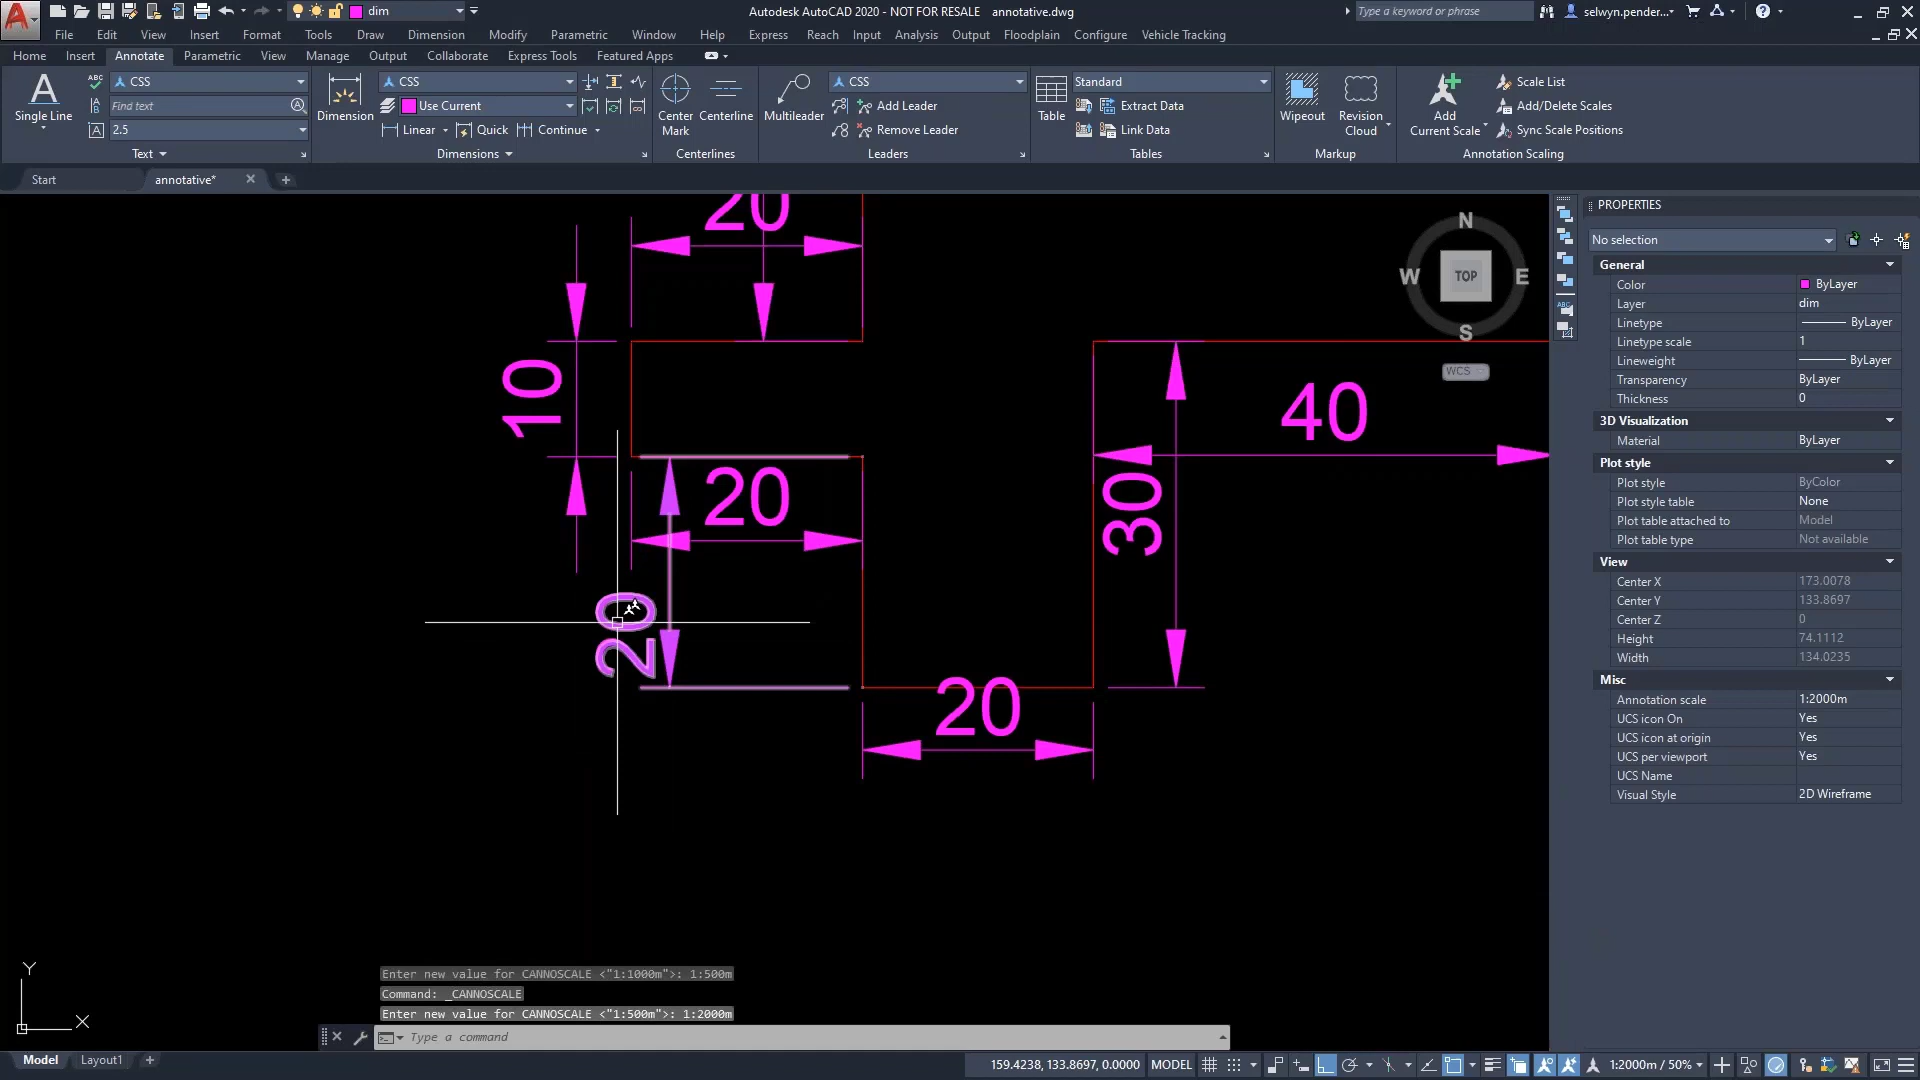 dim
Autodesk AutoCAD 2020 - NOT FOR RESALE annotative.dwg
Type a keyword or phrase
selwyn.pender...
File Edit View Insert Format Tools Draw Dimension Modify Parametric Window Help Express Reach Input Analysis Output Floodplain Configure Vehicle Tracking
Home Insert Annotate Parametric View Manage Output Collaborate Express Tools Featured Apps
CSS
Find text
2.5
Single Line
Text
Dimension
CSS
Use Current
Linear Quick Continue
Dimensions
Center Mark
Centerline
Centerlines
Multileader
CSS
Add Leader
Remove Leader
Leaders
Table
Standard
Extract Data
Link Data
Tables
Wipeout
Revision Cloud
Markup
Add Current Scale
Scale List
Add/Delete Scales
Sync Scale Positions
Annotation Scaling
Start annotative*
20
10
20
20
20
30
40
N
W TOP E
S
WCS
PROPERTIES
No selection
General
Color ByLayer
Layer dim
Linetype ByLayer
Linetype scale 1
Lineweight ByLayer
Transparency ByLayer
Thickness 0
3D Visualization
Material ByLayer
Plot style
Plot style ByColor
Plot style table None
Plot table attached to Model
Plot table type Not available
View
Center X 173.0078
Center Y 133.8697
Center Z 0
Height 74.1112
Width 134.0235
Misc
Annotation scale 1:2000m
UCS icon On Yes
UCS icon at origin Yes
UCS per viewport Yes
UCS Name
Visual Style 2D Wireframe
Y
X
Enter new value for CANNOSCALE <"1:1000m">: 1:500m
Command: _CANNOSCALE
Enter new value for CANNOSCALE <"1:500m">: 1:2000m
Type a command
Model Layout1
159.4238, 133.8697, 0.0000 MODEL
1:2000m / 50%